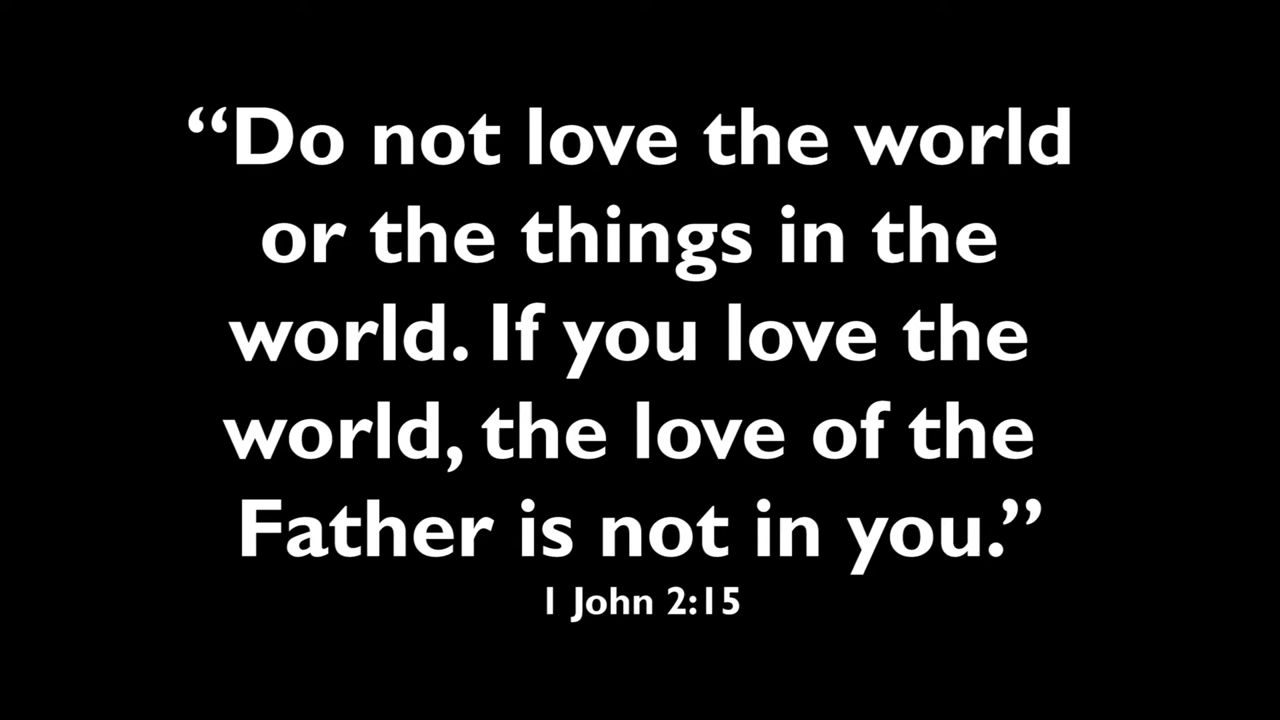 “Do not love the world
or the things in the
world. If you love the
world, the love of the
Father is not in you.”
1 John 2:15